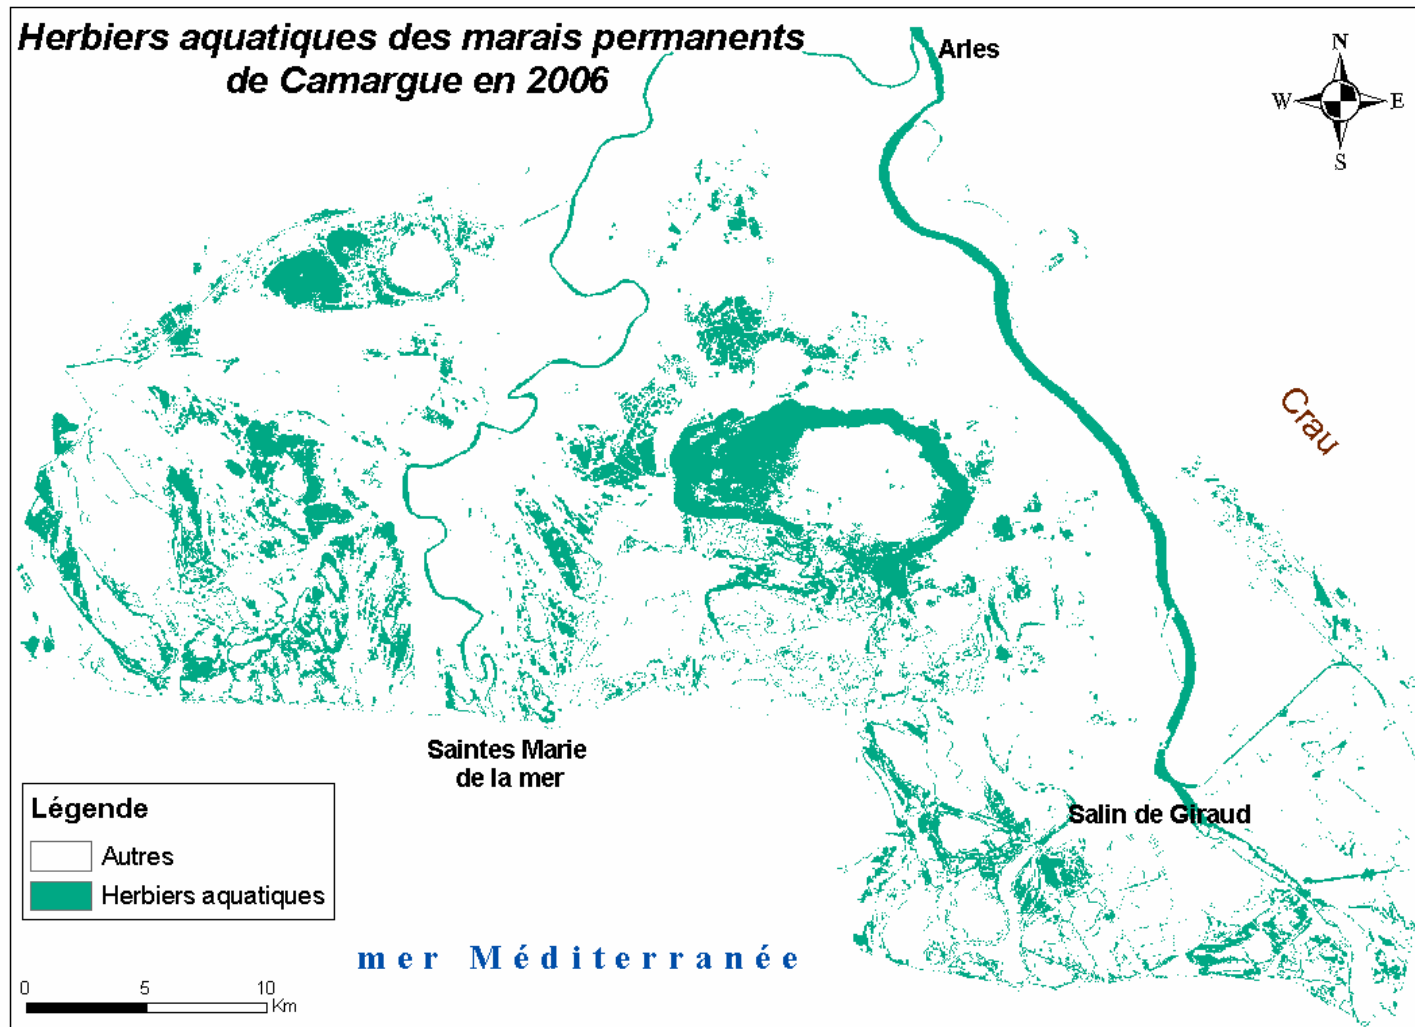 Herbiers aquatiques des marais permanents
de Camargue en 2006
Arles
N
W E
S
Crau
Saintes Marie
de la mer
Salin de Giraud
Légende
Autres
Herbiers aquatiques
mer Méditerranée
0 5 10
Km